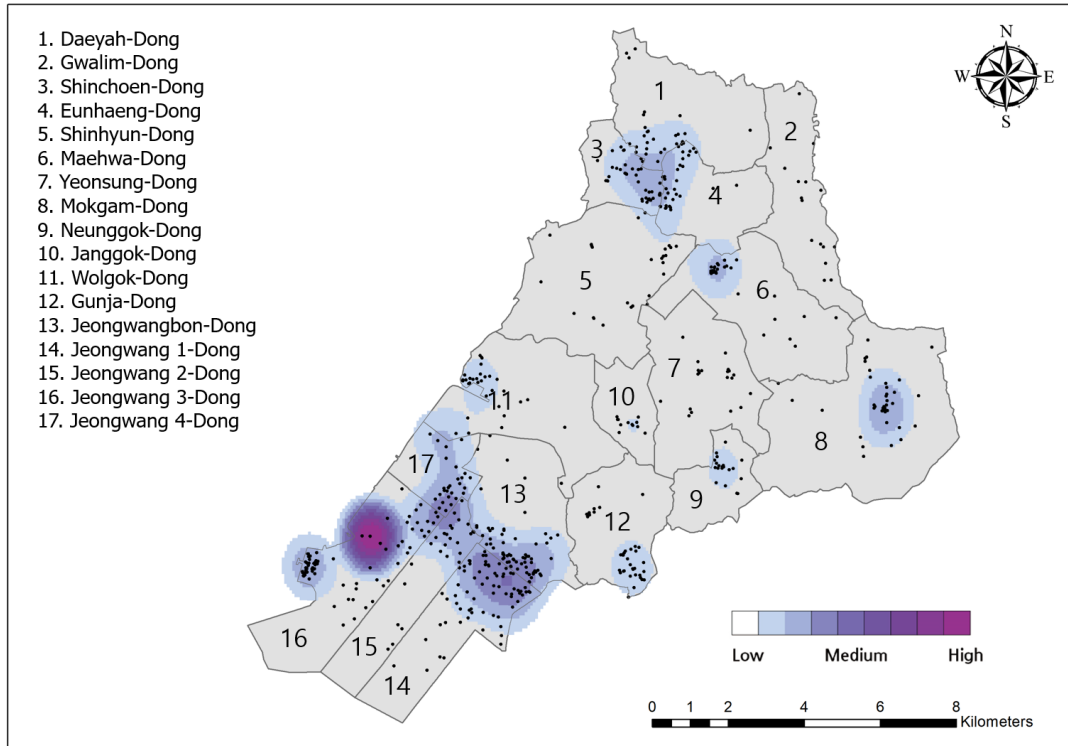 1. Daeyah-Dong
2. Gwalim-Dong
3. Shinchoen-Dong
4. Eunhaeng-Dong
5. Shinhyun-Dong
6. Maehwa-Dong
7. Yeonsung-Dong
8. Mokgam-Dong
9. Neunggok-Dong
10. Janggok-Dong
11. Wolgok-Dong
12. Gunja-Dong
13. Jeongwangbon-Dong
14. Jeongwang 1-Dong
15. Jeongwang 2-Dong
16. Jeongwang 3-Dong
17. Jeongwang 4-Dong
N
W E
S
1
2
3
4
5
6
7
10
11
8
17
13
9
12
16
15
14
Low Medium High
0 1 2 4 6 8
Kilometers